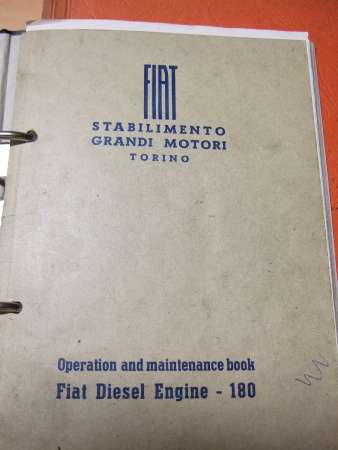 FIAT
STABILIMENTO
GRANDI MOTORI
TORINO
Operation and maintenance book
Fiat Diesel Engine - 180